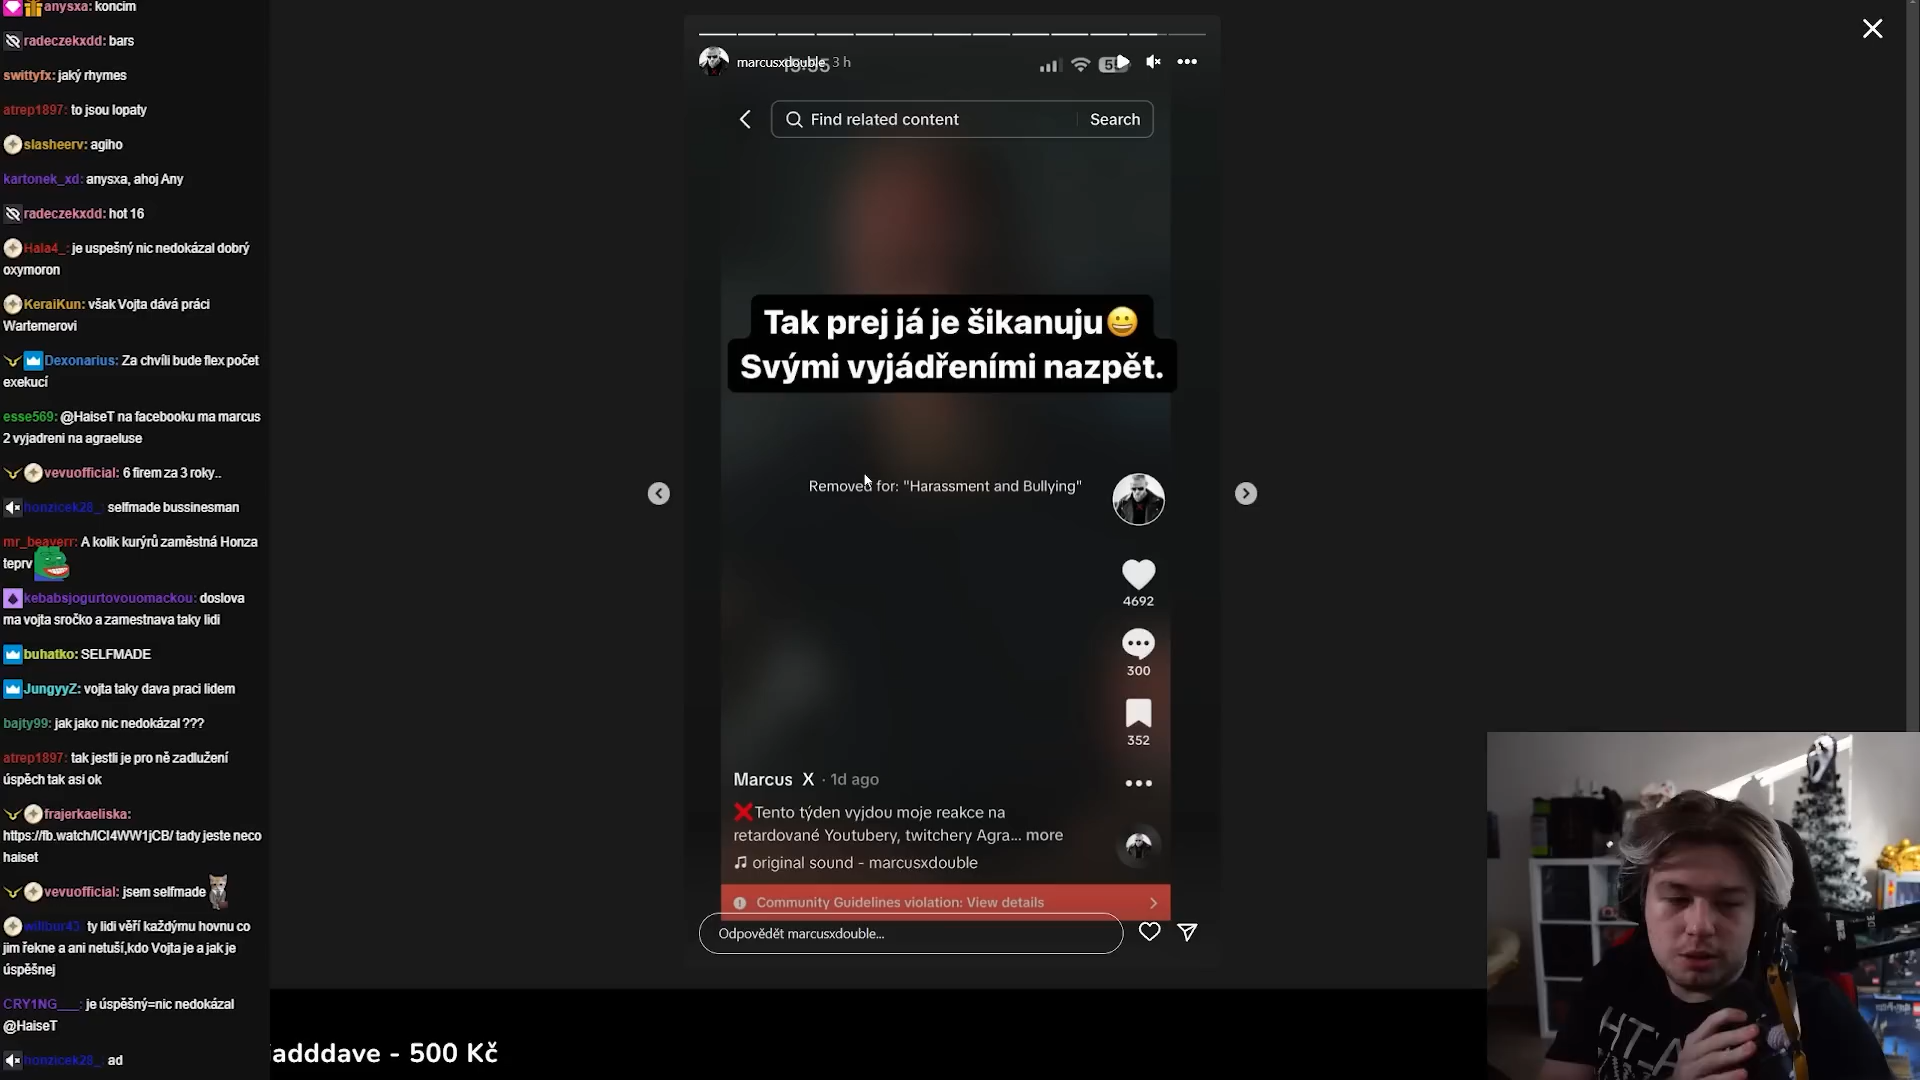 anysxa: koncim
radeczekxdd: bars
swittyfx: jaký rhymes
atrep1897: to jsou lopaty
slasheerv: agiho
kartonek_xd: anysxa, ahoj Any
radeczekxdd: hot 16
Hala4_: je uspešný nic nedokázal dobrý
oxymoron
KeraiKun: však Vojta dává práci
Wartemerovi
Dexonarius: Za chvíli bude flex počet
exekucí
esse569: @HaiseT na facebooku ma marcus
2 vyjadreni na agraeluse
vevuofficial: 6 firem za 3 roky..
honzicek28_: selfmade bussinesman
mr_beaverr: A kolik kurýrů zaměstná Honza
teprv
kebabsjogurtovouomackou: doslova
ma vojta sročko a zamestnava taky lidi
buhatko: SELFMADE
JungyyZ: vojta taky dava praci lidem
bajty99: jak jako nic nedokázal ???
atrep1897: tak jestli je pro ně zadlužení
úspěch tak asi ok
frajerkaeliska:
https://fb.watch/lCI4WW1jCB/ tady jeste neco
haiset
vevuofficial: jsem selfmade
willbur43: ty lidi věří každýmu hovnu co
jim řekne a ani netuší,kdo Vojta je a jak je
úspěšnej
CRY1NG___: je úspěšný=nic nedokázal
@HaiseT
honzicek28_: ad
marcusxdouble 3 h
Find related content Search
Tak prej já je šikanuju😀
Svými vyjádřeními nazpět.
Removed for: "Harassment and Bullying"
4692
300
352
Marcus X · 1d ago
❌Tento týden vyjdou moje reakce na
retardované Youtubery, twitchery Agra... more
original sound - marcusxdouble
Community Guidelines violation: View details
Odpovědět marcusxdouble...
adddave - 500 Kč